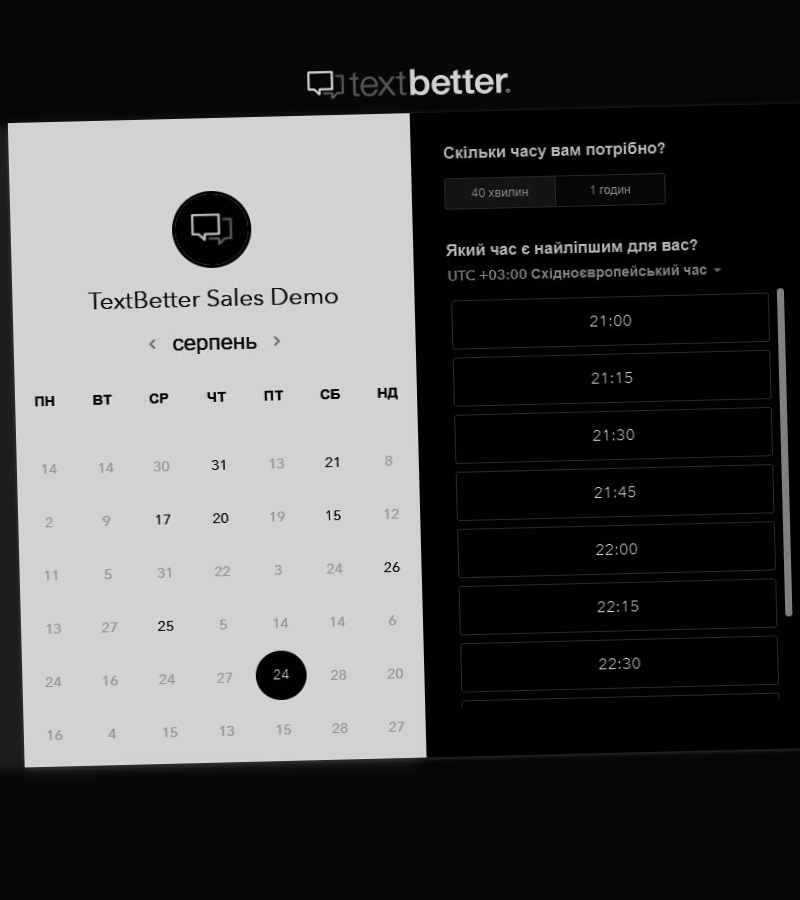 textbetter.
TextBetter Sales Demo
серпень
ПН ВТ СР ЧТ ПТ СБ НД
14 14 30 31 13 21 8
2 9 17 20 19 15 12
11 5 31 22 3 24 26
13 27 25 5 14 14 6
24 16 24 27 24 28 20
16 4 15 13 15 28 27
Скільки часу вам потрібно?
40 хвилин 1 годин
Який час є найліпшим для вас?
UTC +03:00 Східноєвропейський час
21:00
21:15
21:30
21:45
22:00
22:15
22:30